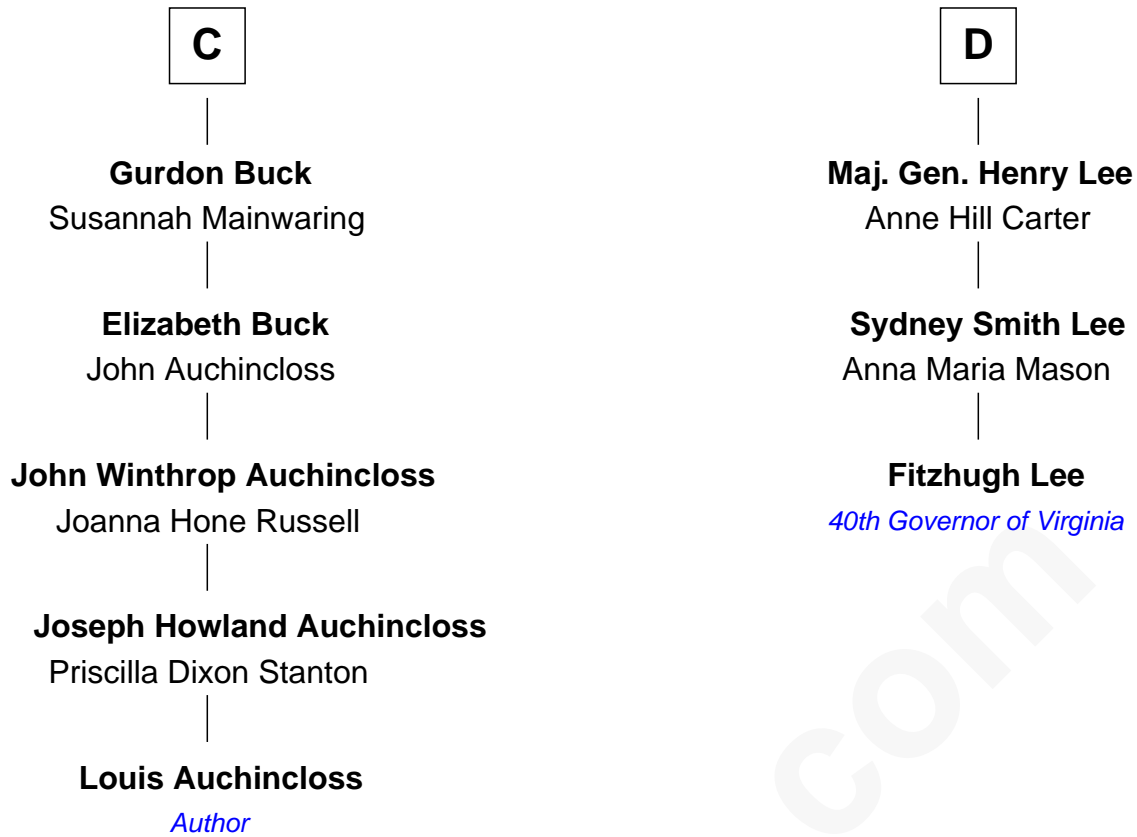 C
Gurdon Buck
Susannah Mainwaring
Elizabeth Buck
John Auchincloss
John Winthrop Auchincloss
Joanna Hone Russell
Joseph Howland Auchincloss
Priscilla Dixon Stanton
Louis Auchincloss
Author
D
Maj. Gen. Henry Lee
Anne Hill Carter
Sydney Smith Lee
Anna Maria Mason
Fitzhugh Lee
40th Governor of Virginia
com